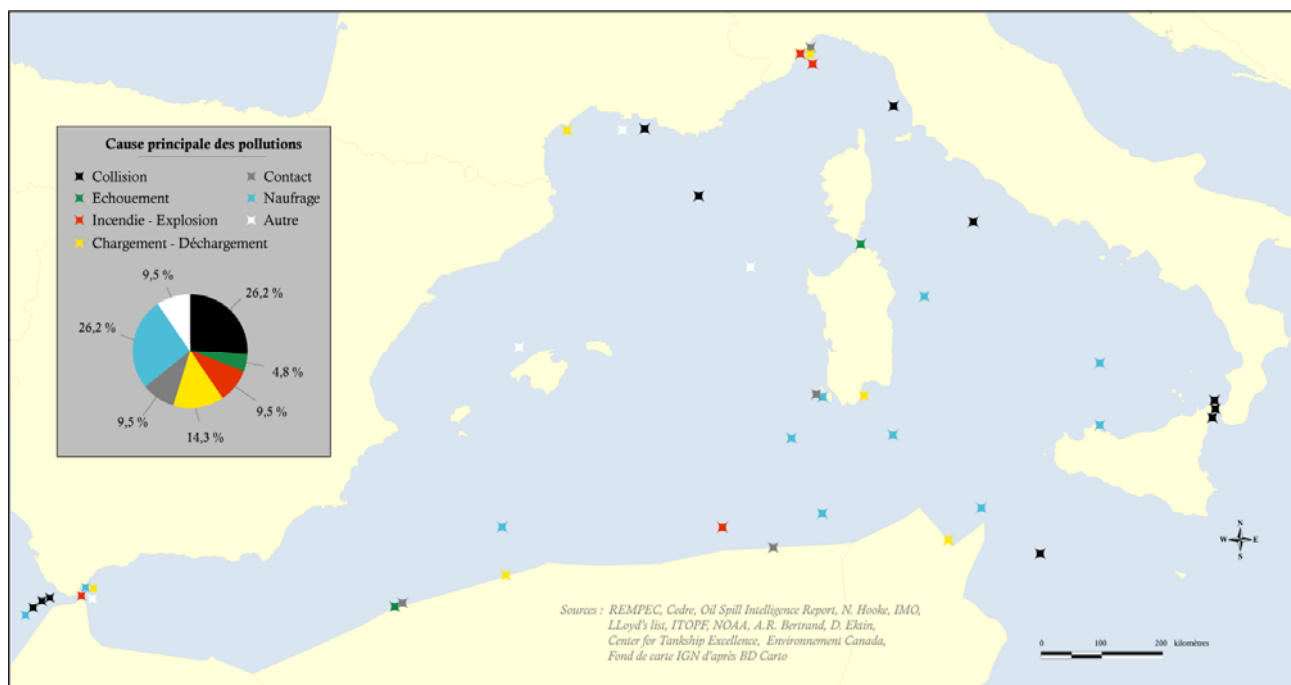 Cause principale des pollutions
Collision
Contact
Echouement
Naufrage
Incendie - Explosion
Autre
Chargement - Déchargement
9,5 %
26,2 %
26,2 %
4,8 %
9,5 %
9,5 %
14,3 %
N
W E
S
Sources : REMPEC, Cedre, Oil Spill Intelligence Report, N. Hooke, IMO,
LLoyd's list, ITOPF, NOAA, A.R. Bertrand, D. Ektin,
Center for Tankship Excellence, Environnement Canada,
Fond de carte IGN d'après BD Carto
0 100 200 kilomètres